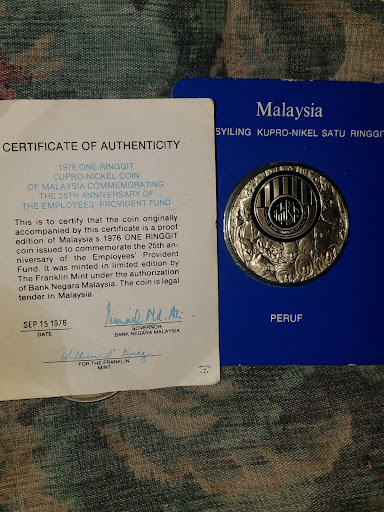 CERTIFICATE OF AUTHENTICITY
1976 ONE RINGGIT
CUPRO-NICKEL COIN
OF MALAYSIA COMMEMORATING
THE 25TH ANNIVERSARY OF
THE EMPLOYEES' PROVIDENT FUND
This is to certify that the coin originally
accompanied by this certificate is a proof
edition of Malaysia's 1976 ONE RINGGIT
coin issued to commemorate the 25th an-
niversary of the Employees' Provident
Fund. It was minted in limited edition by
The Franklin Mint under the authorization
of Bank Negara Malaysia. The coin is legal
tender in Malaysia.
SEP 15 1976
DATE
GOVERNOR,
BANK NEGARA MALAYSIA
FOR THE FRANKLIN
MINT
Malaysia
SYILING KUPRO-NIKEL SATU RINGGIT
PERUF